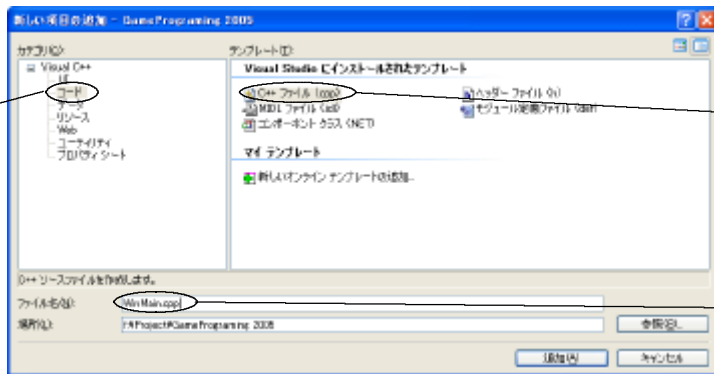 新しい項目の追加 - GamePrograming 2005
カテゴリ(C):
テンプレート(T):
Visual C++
UI
コード
データ
リソース
Web
ユーティリティ
プロパティ シート
Visual Studio にインストールされたテンプレート
C++ ファイル (.cpp)
ヘッダー ファイル (.h)
MIDL ファイル (.idl)
モジュール定義ファイル (.def)
コンポーネント クラス (.NET)
マイ テンプレート
新しいオンライン テンプレートの追加...
C++ ソース ファイルを作成します。
ファイル名(N):
WinMain.cpp
場所(L):
GamePrograming 2005
参照(B)...
追加(A)
キャンセル